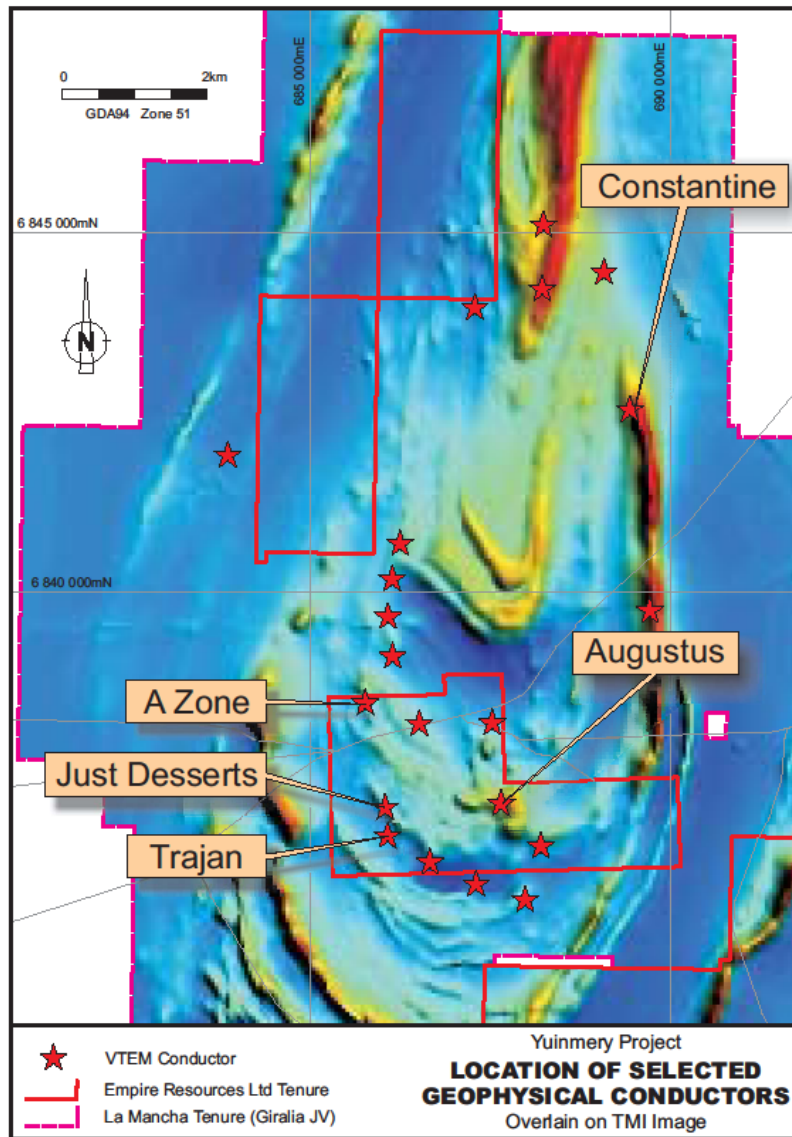 0 2km
GDA94 Zone 51
685 000mE
690 000mE
Constantine
6 845 000mN
N
6 840 000mN
Augustus
A Zone
Just Desserts
Trajan
VTEM Conductor
Empire Resources Ltd Tenure
La Mancha Tenure (Giralia JV)
Yuinmery Project
LOCATION OF SELECTED
GEOPHYSICAL CONDUCTORS
Overlain on TMI Image